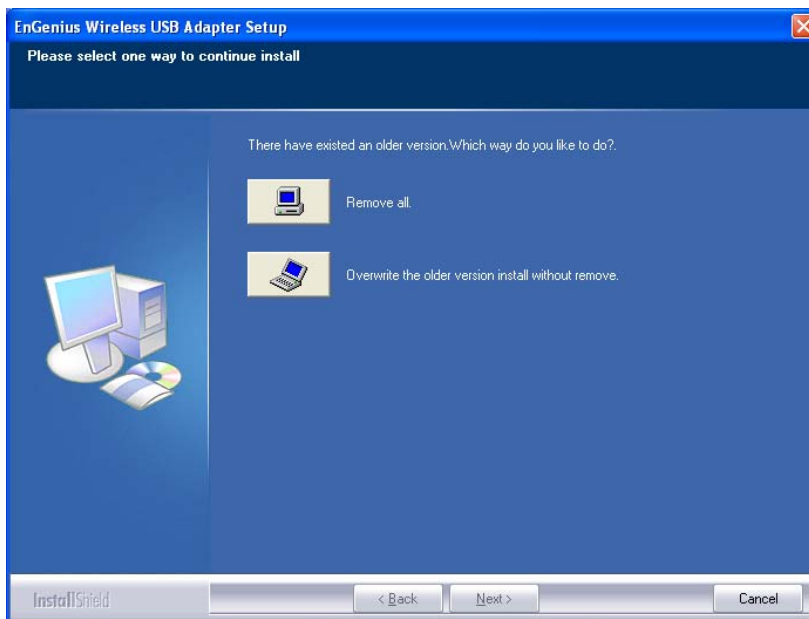 EnGenius Wireless USB Adapter Setup
Please select one way to continue install
There have existed an older version.Which way do you like to do?.
Remove all.
Overwrite the older version install without remove.
InstallShield
< Back
Next >
Cancel